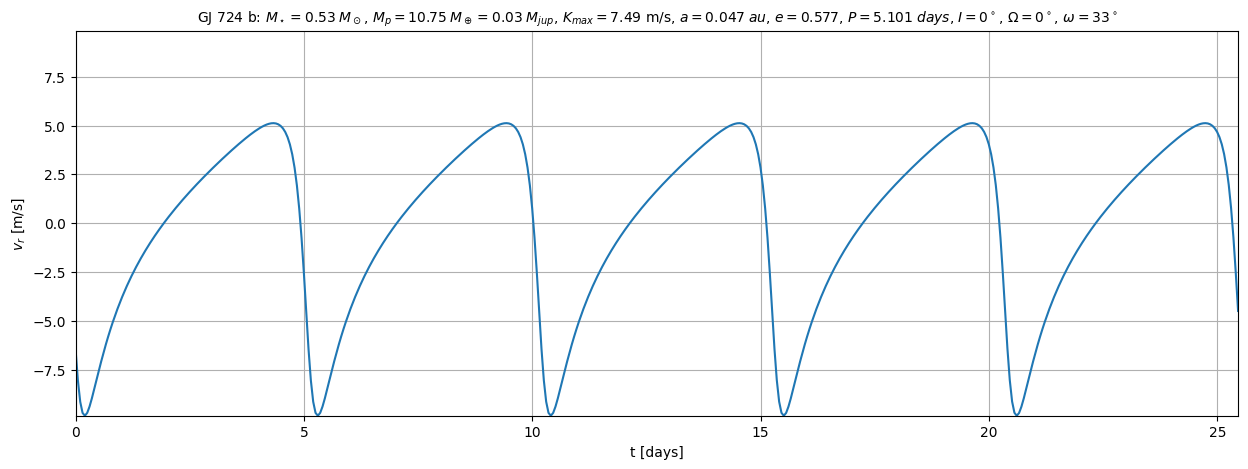 GJ 724 b: M⋆ = 0.53 M⊙, Mp = 10.75 M⊕ = 0.03 Mjup, Kmax = 7.49 m/s, a = 0.047 au, e = 0.577, P = 5.101 days, I = 0°, Ω = 0°, ω = 33°
7.5
5.0
2.5
0.0
−2.5
−5.0
−7.5
vr [m/s]
0 5 10 15 20 25
t [days]